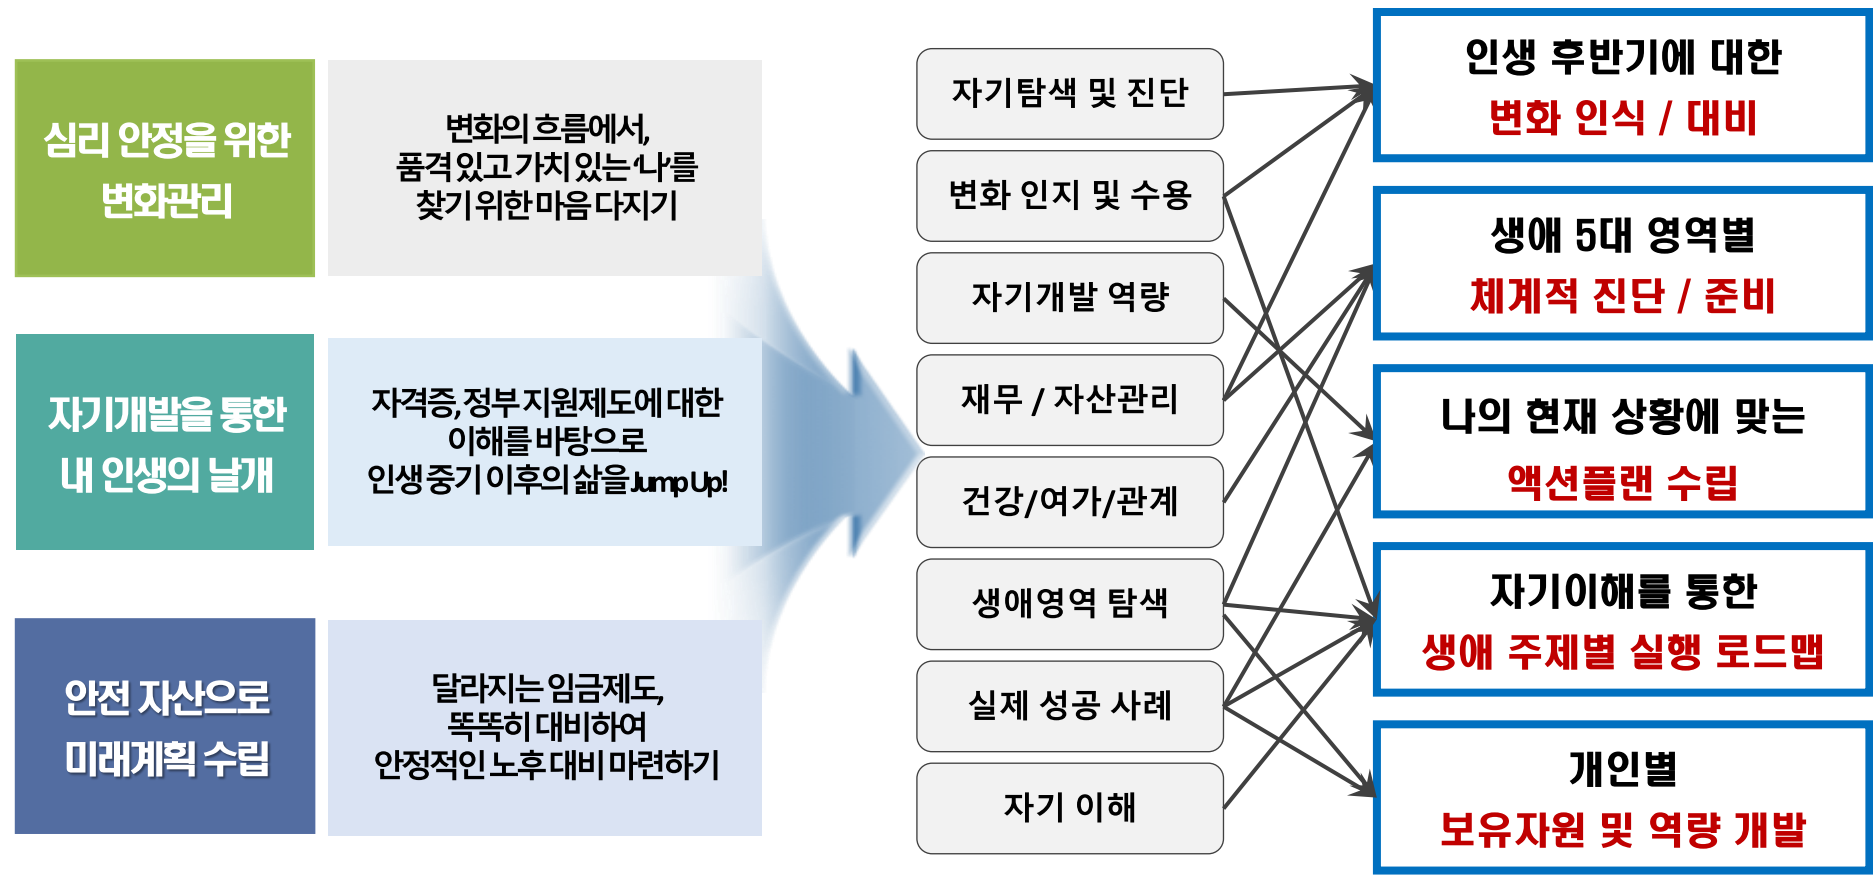 심리 안정을 위한
변화관리
변화의 흐름에서,
품격 있고 가치 있는 ‘나’를
찾기 위한 마음 다지기
자기개발을 통한
내 인생의 날개
자격증, 정부 지원제도에 대한
이해를 바탕으로
인생 중기 이후의 삶을 Jump Up!
안전 자산으로
미래계획 수립
달라지는 임금제도,
똑똑히 대비하여
안정적인 노후 대비 마련하기
자기탐색 및 진단
변화 인지 및 수용
자기개발 역량
재무 / 자산관리
건강/여가/관계
생애영역 탐색
실제 성공 사례
자기 이해
인생 후반기에 대한
변화 인식 / 대비
생애 5대 영역별
체계적 진단 / 준비
나의 현재 상황에 맞는
액션플랜 수립
자기이해를 통한
생애 주제별 실행 로드맵
개인별
보유자원 및 역량 개발